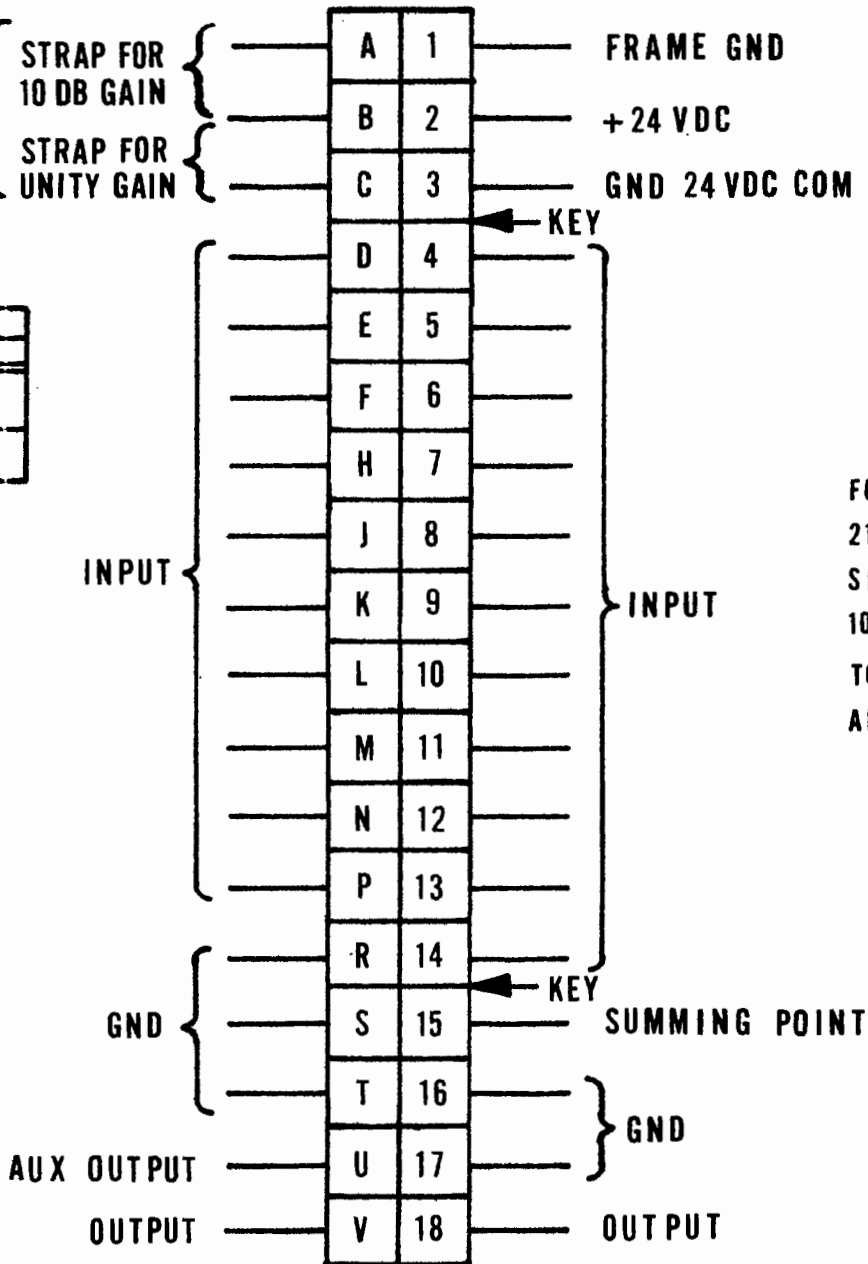 STRAP FOR
10 DB GAIN
A 1 FRAME GND
B 2 +24 VDC
STRAP FOR
UNITY GAIN
C 3 GND 24 VDC COM
KEY
D 4
E 5
F 6
H 7
J 8
INPUT
K 9
INPUT
L 10
M 11
N 12
P 13
R 14
KEY
GND
S 15 SUMMING POINT
T 16
GND
AUX OUTPUT U 17
OUTPUT V 18 OUTPUT